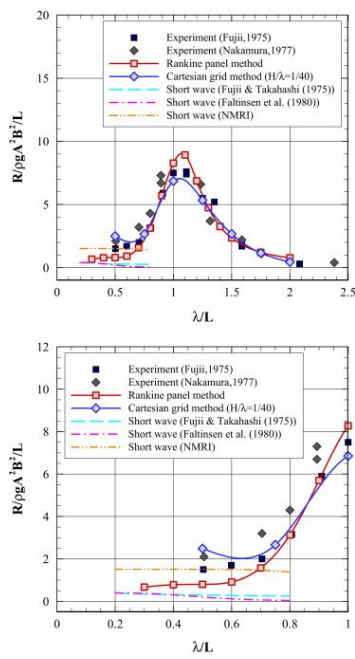 20
15
10
5
0
R/ρgA²B²/L
Experiment (Fujii,1975)
Experiment (Nakamura,1977)
Rankine panel method
Cartesian grid method (H/λ=1/40)
Short wave (Fujii & Takahashi (1975))
Short wave (Faltinsen et al. (1980))
Short wave (NMRI)
0 0.5 1 1.5 2 2.5
λ/L
12
10
8
6
4
2
0
R/ρgA²B²/L
Experiment (Fujii,1975)
Experiment (Nakamura,1977)
Rankine panel method
Cartesian grid method (H/λ=1/40)
Short wave (Fujii & Takahashi (1975))
Short wave (Faltinsen et al. (1980))
Short wave (NMRI)
0 0.2 0.4 0.6 0.8 1
λ/L